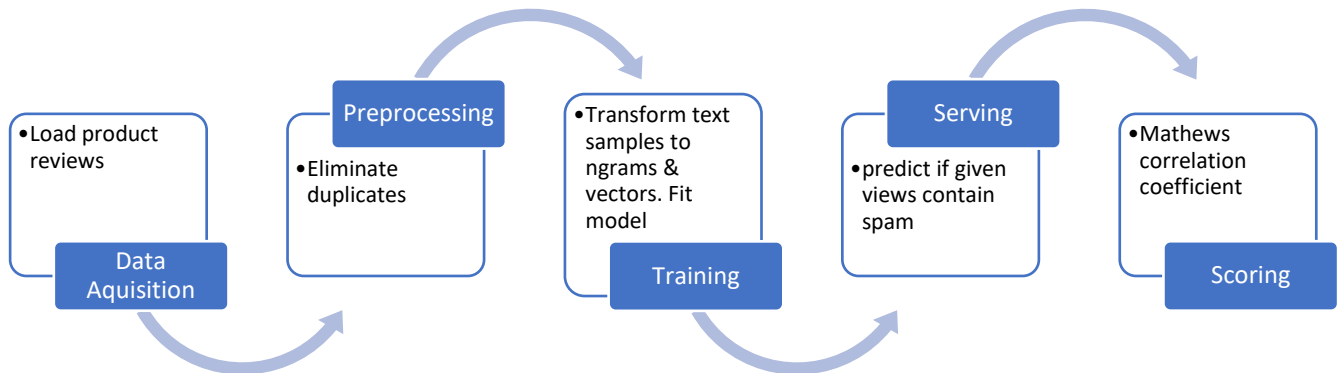 •Load product
reviews
Data
Aquisition
Preprocessing
•Eliminate
duplicates
•Transform text
samples to
ngrams &
vectors. Fit
model
Training
Serving
•predict if given
views contain
spam
•Mathews
correlation
coefficient
Scoring